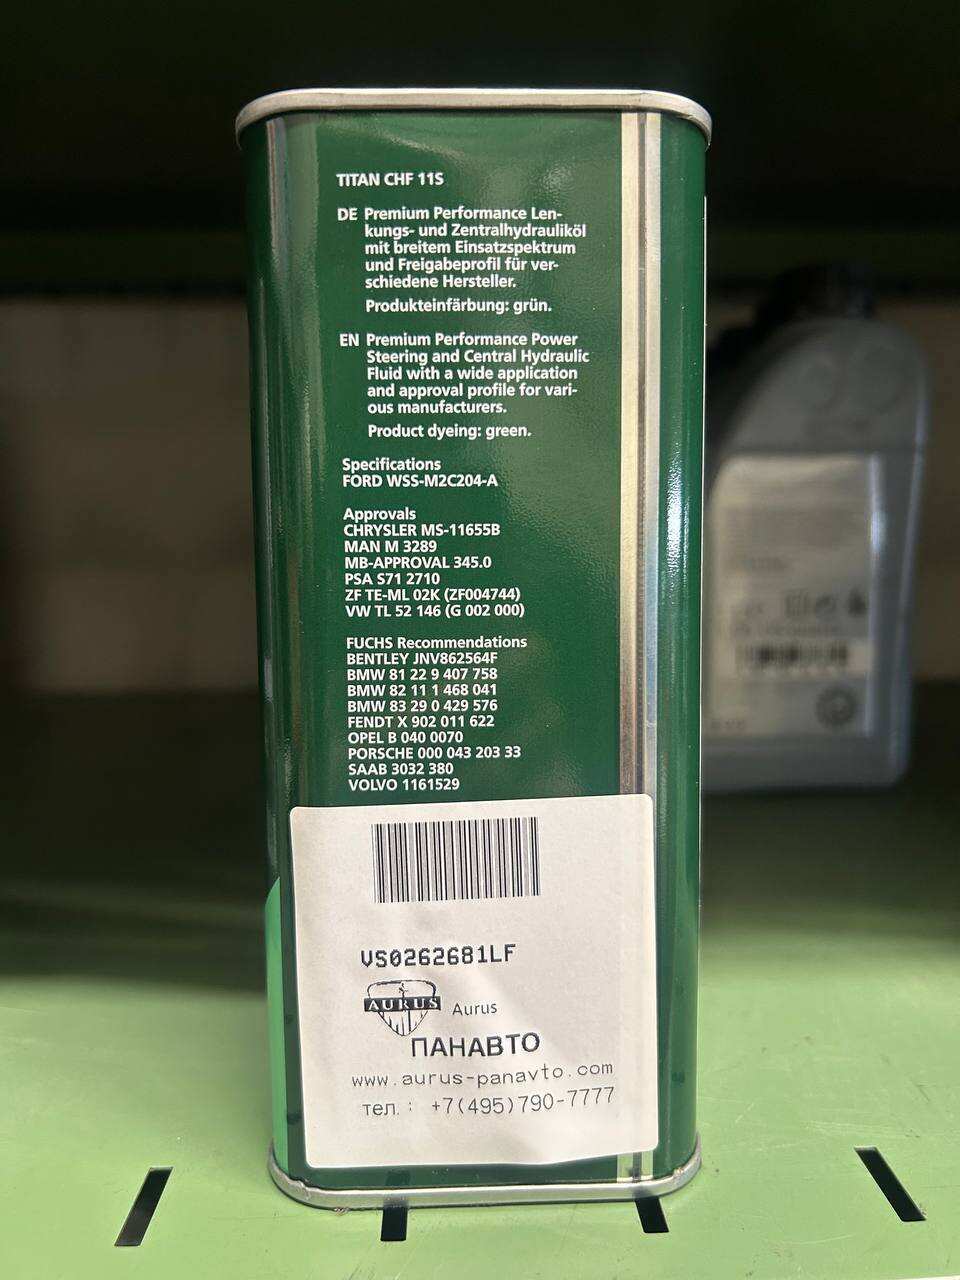 TITAN CHF 11S
DE Premium Performance Len-
kungs- und Zentralhydrauliköl
mit breitem Einsatzspektrum
und Freigabeprofil für ver-
schiedene Hersteller.
Produkteinfärbung: grün.
EN Premium Performance Power
Steering and Central Hydraulic
Fluid with a wide application
and approval profile for vari-
ous manufacturers.
Product dyeing: green.
Specifications
FORD WSS-M2C204-A
Approvals
CHRYSLER MS-11655B
MAN M 3289
MB-APPROVAL 345.0
PSA S71 2710
ZF TE-ML 02K (ZF004744)
VW TL 52 146 (G 002 000)
FUCHS Recommendations
BENTLEY JNV862564F
BMW 81 22 9 407 758
BMW 82 11 1 468 041
BMW 83 29 0 429 576
FENDT X 902 011 622
OPEL B 040 0070
PORSCHE 000 043 203 33
SAAB 3032 380
VOLVO 1161529
VS0262681LF
AURUS Aurus
ПАНАВТО
www.aurus-panavto.com
тел.: +7(495)790-7777